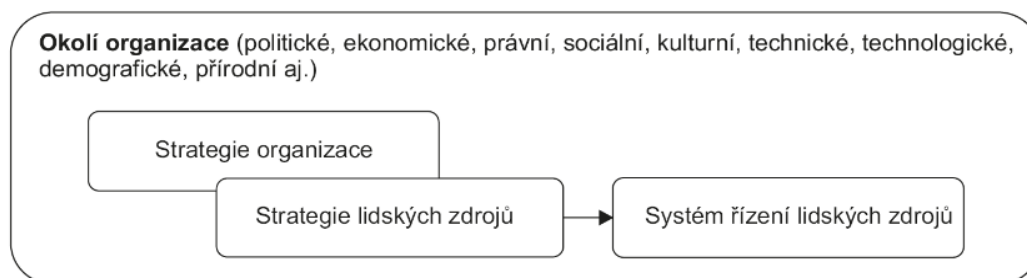 Okolí organizace (politické, ekonomické, právní, sociální, kulturní, technické, technologické,
demografické, přírodní aj.)
Strategie organizace
Strategie lidských zdrojů
Systém řízení lidských zdrojů